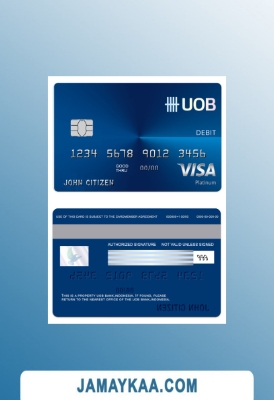 UOB
DEBIT
1234 5678 9012 3456
GOOD
THRU 00/00
JOHN CITIZEN
VISA
Platinum
USE OF THIS CARD IS SUBJECT TO THE CARDMEMBER AGREEMENT
AUTHORIZED SIGNATURE NOT VALID UNLESS SIGNED
THIS IS A PROPERTY UOB BANK,INDONESIA. IF FOUND, PLEASE
RETURN TO THE NEAREST OFFICE OF THE UOB BANK,INDONESIA.
JOHN CITIZEN
JAMAYKAA.COM